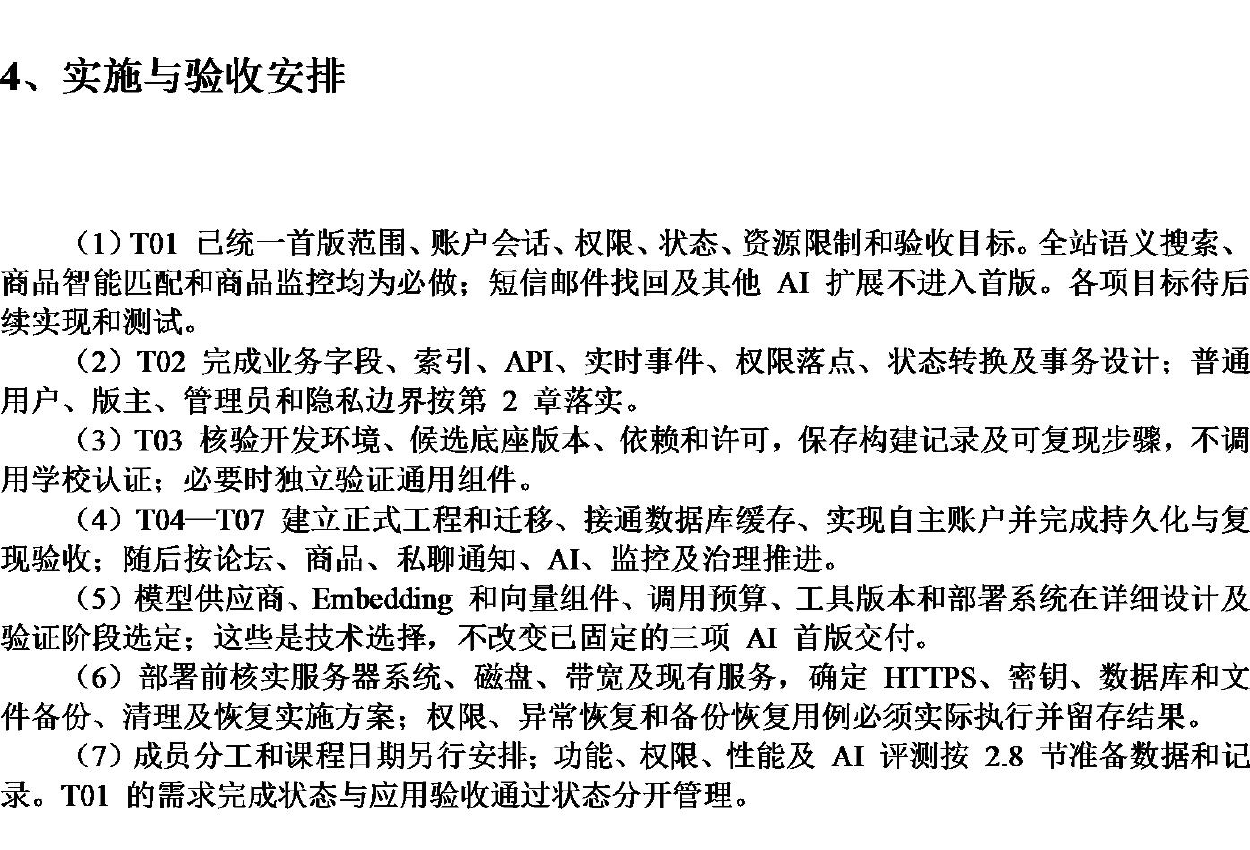 4、实施与验收安排
（1）T01 已统一首版范围、账户会话、权限、状态、资源限制和验收目标。全站语义搜索、
商品智能匹配和商品监控均为必做；短信邮件找回及其他 AI 扩展不进入首版。各项目标待后
续实现和测试。
（2）T02 完成业务字段、索引、API、实时事件、权限落点、状态转换及事务设计；普通
用户、版主、管理员和隐私边界按第 2 章落实。
（3）T03 核验开发环境、候选底座版本、依赖和许可，保存构建记录及可复现步骤，不调
用学校认证；必要时独立验证通用组件。
（4）T04—T07 建立正式工程和迁移、接通数据库缓存、实现自主账户并完成持久化与复
现验收；随后按论坛、商品、私聊通知、AI、监控及治理推进。
（5）模型供应商、Embedding 和向量组件、调用预算、工具版本和部署系统在详细设计及
验证阶段选定；这些是技术选择，不改变已固定的三项 AI 首版交付。
（6）部署前核实服务器系统、磁盘、带宽及现有服务，确定 HTTPS、密钥、数据库和文
件备份、清理及恢复实施方案；权限、异常恢复和备份恢复用例必须实际执行并留存结果。
（7）成员分工和课程日期另行安排；功能、权限、性能及 AI 评测按 2.8 节准备数据和记
录。T01 的需求完成状态与应用验收通过状态分开管理。